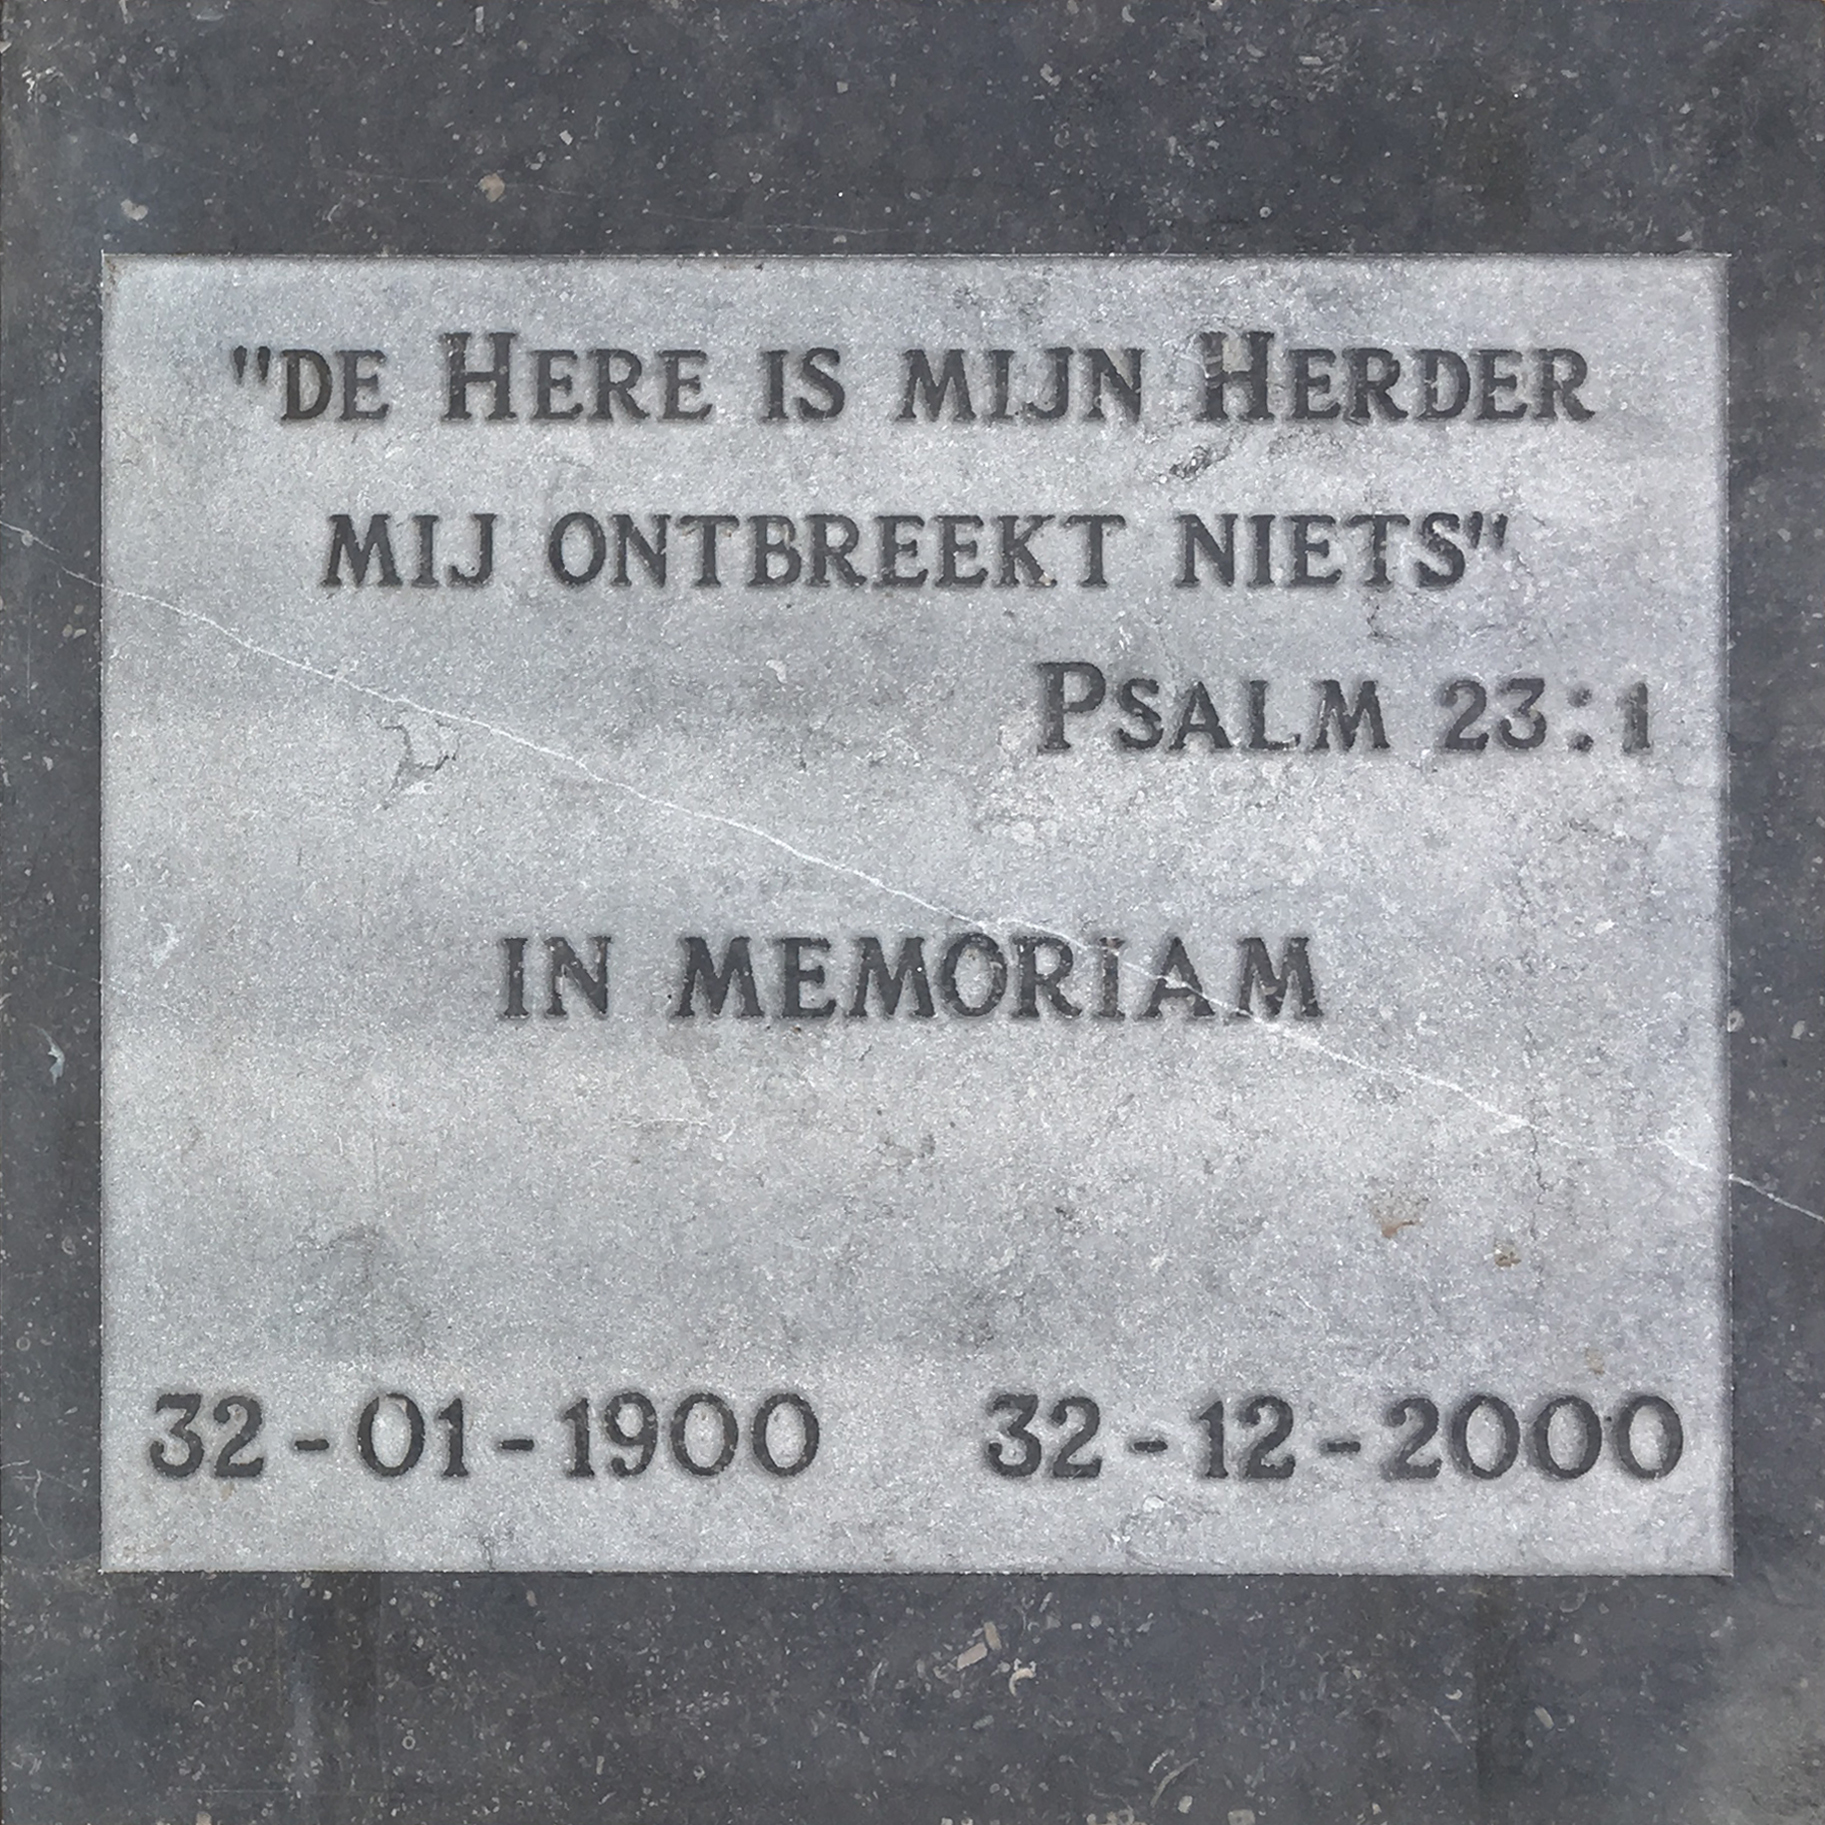 "DE HERE IS MIJN HERDER
MIJ ONTBREEKT NIETS"
PSALM 23:1
IN MEMORIAM
32-01-1900 32-12-2000